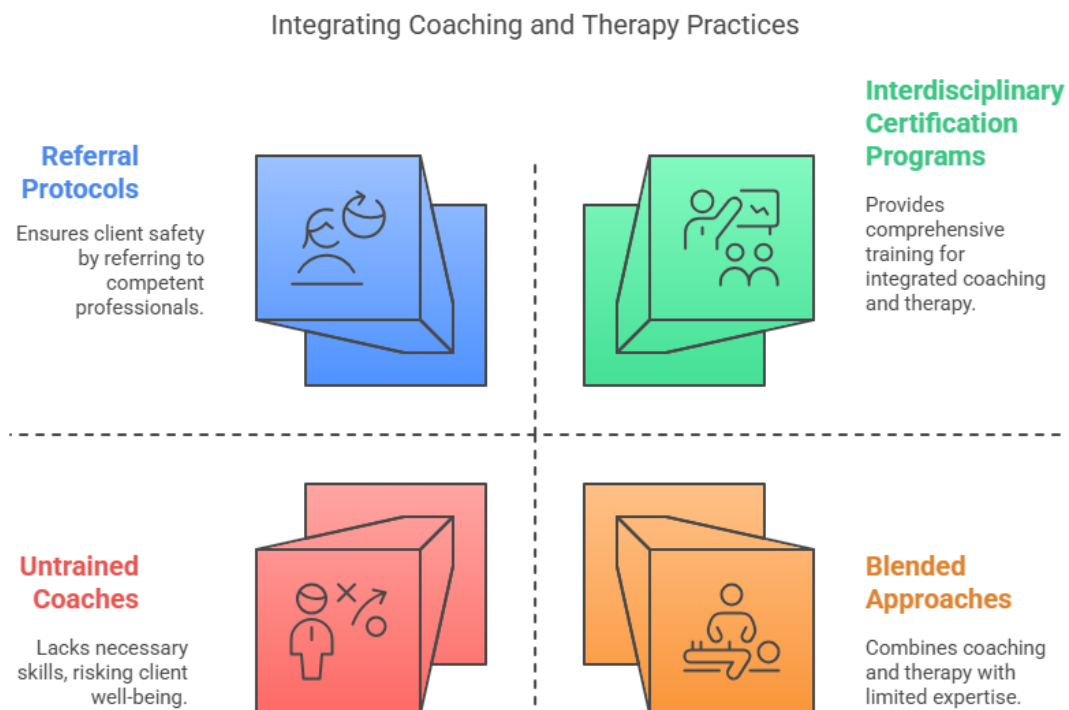 Integrating Coaching and Therapy Practices
Referral
Protocols
Ensures client safety
by referring to
competent
professionals.
Interdisciplinary
Certification
Programs
Provides
comprehensive
training for
integrated coaching
and therapy.
Untrained
Coaches
Lacks necessary
skills, risking client
well-being.
Blended
Approaches
Combines coaching
and therapy with
limited expertise.